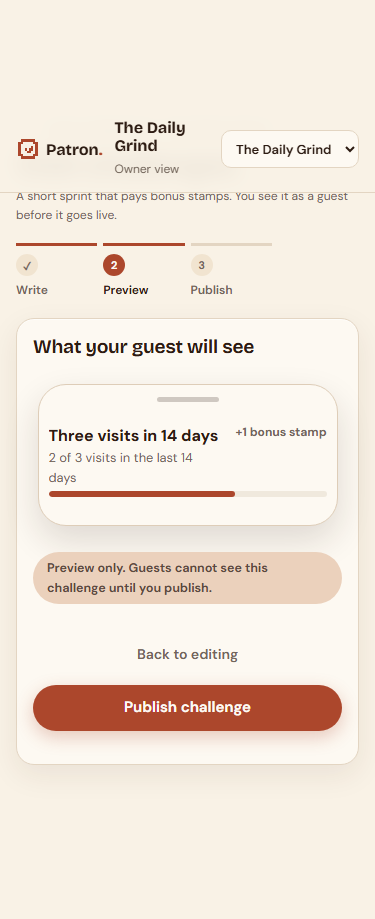 Patron.
The Daily
Grind
Owner view
The Daily Grind
A short sprint that pays bonus stamps. You see it as a guest
before it goes live.
✓
2
3
Write
Preview
Publish
What your guest will see
Three visits in 14 days
+1 bonus stamp
2 of 3 visits in the last 14
days
Preview only. Guests cannot see this
challenge until you publish.
Back to editing
Publish challenge